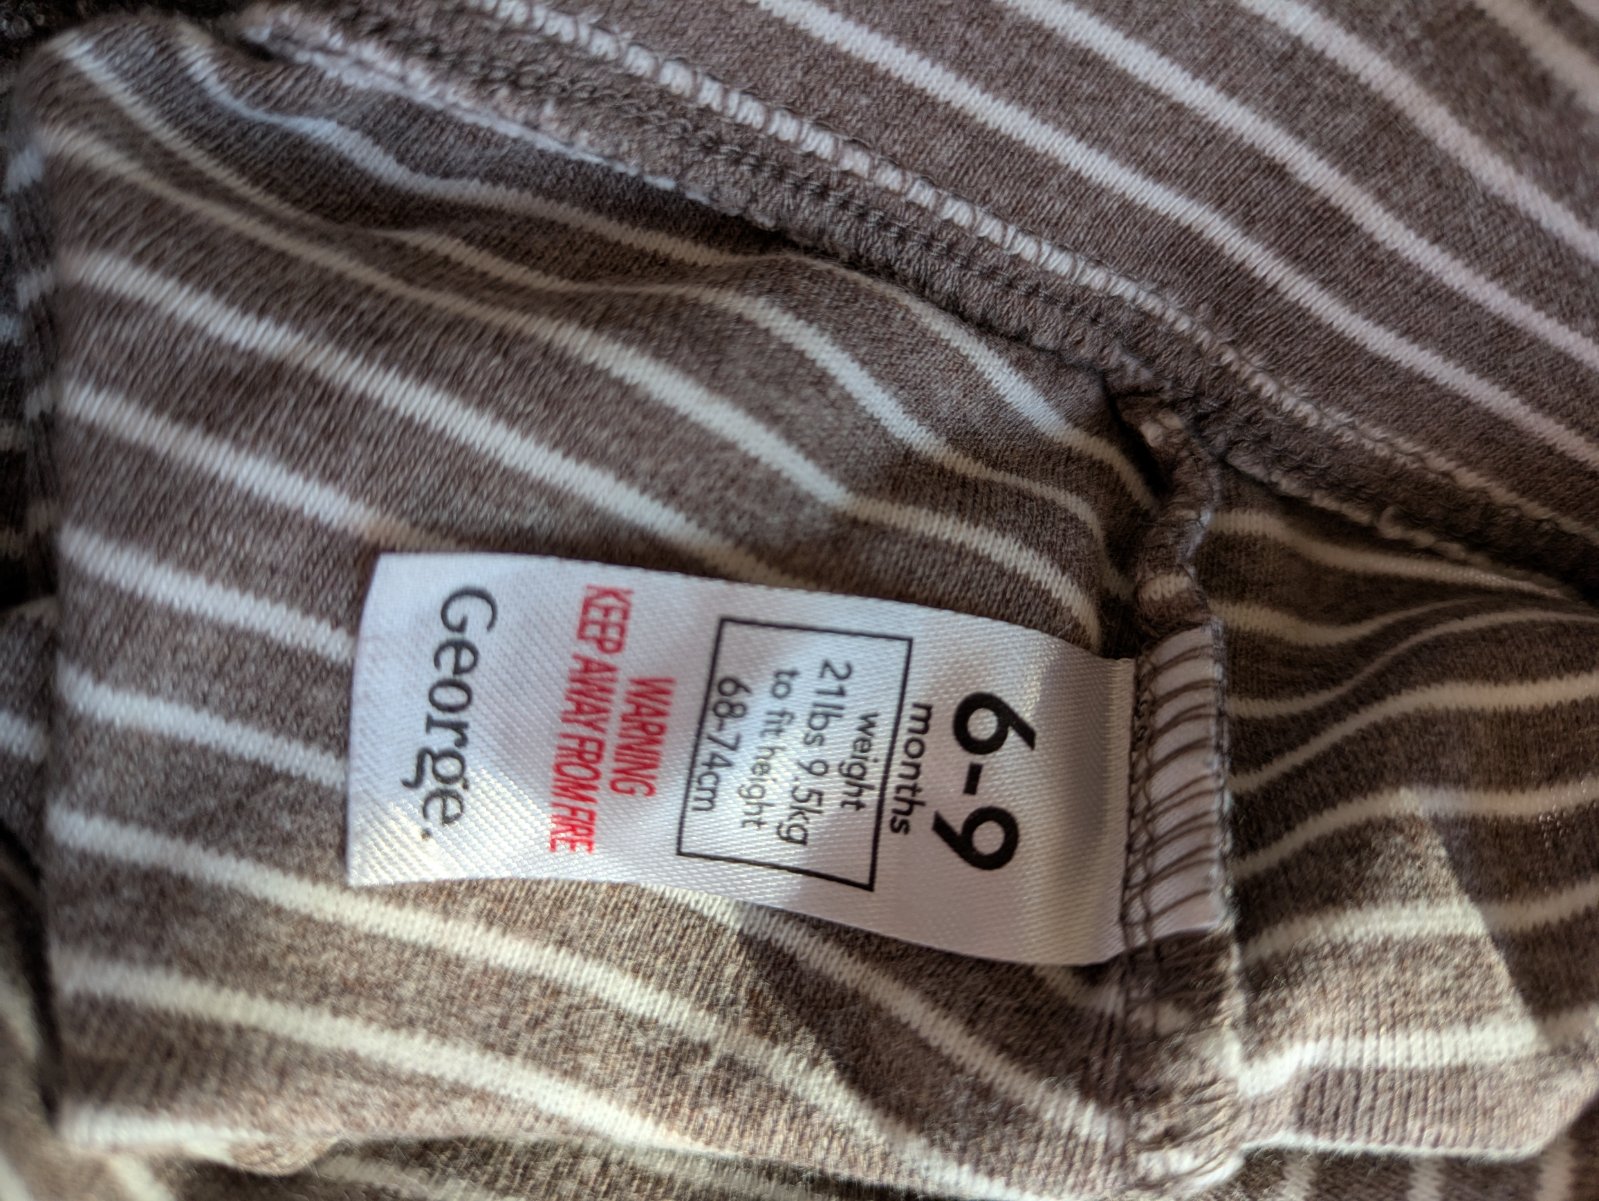 6-9
months
weight
21lbs 9.5kg
to fit height
68-74cm
WARNING
KEEP AWAY FROM FIRE
George.